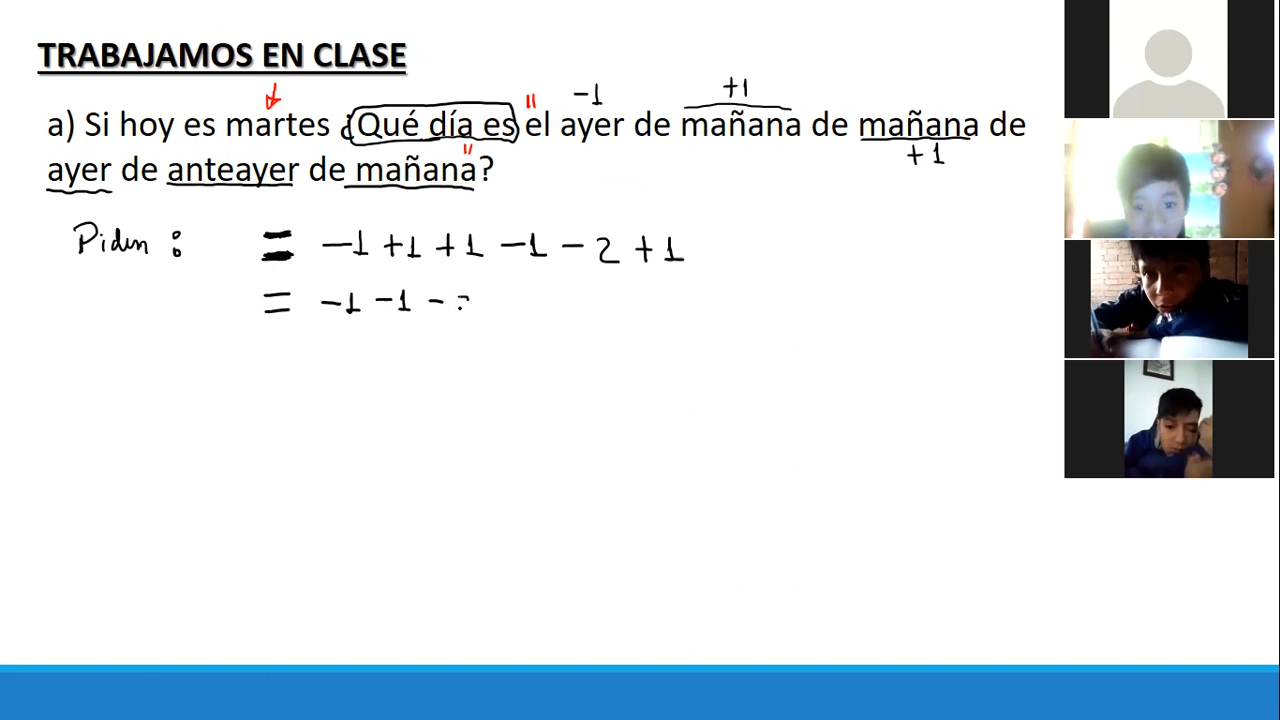 TRABAJAMOS EN CLASE
-1 +1
a) Si hoy es martes ¿Qué día es el ayer de mañana de mañana de
+1
ayer de anteayer de mañana?
Piden : = -1 +1 +1 -1 -2 +1
= -1 -1 -